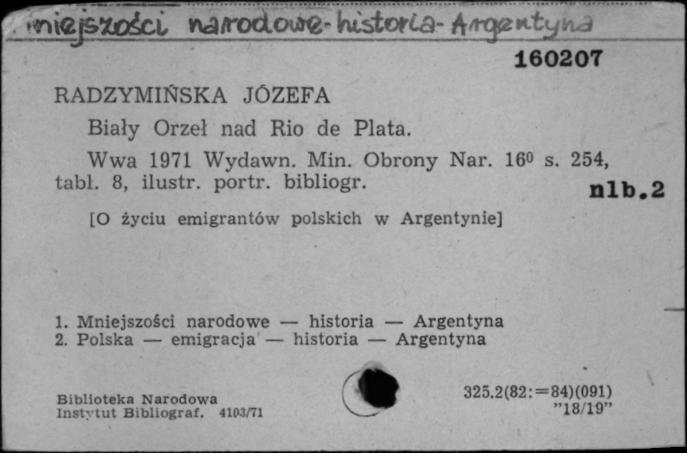 mniejszości narodowe-historia-Argentyna
160207
RADZYMIŃSKA JÓZEFA
Biały Orzeł nad Rio de Plata.
Wwa 1971 Wydawn. Min. Obrony Nar. 16⁰ s. 254,
tabl. 8, ilustr. portr. bibliogr.
nlb.2
[O życiu emigrantów polskich w Argentynie]
1. Mniejszości narodowe — historia — Argentyna
2. Polska — emigracja — historia — Argentyna
Biblioteka Narodowa
Instytut Bibliograf. 4103/71
325.2(82:=84)(091)
"18/19"